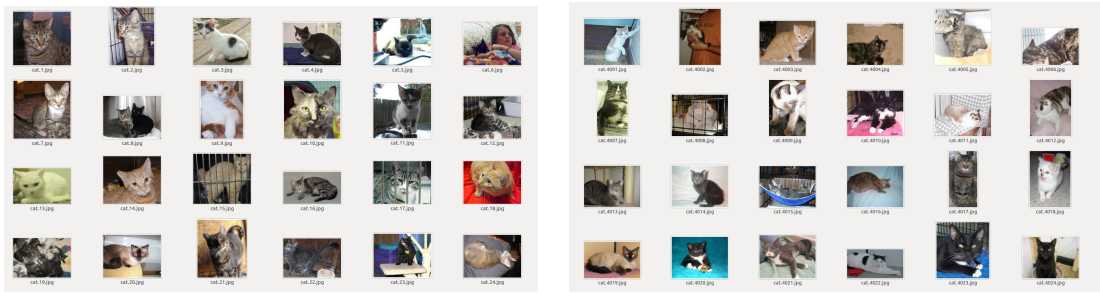 cat.1.jpg cat.2.jpg cat.3.jpg cat.4.jpg cat.5.jpg cat.6.jpg
cat.7.jpg cat.8.jpg cat.9.jpg cat.10.jpg cat.11.jpg cat.12.jpg
cat.13.jpg cat.14.jpg cat.15.jpg cat.16.jpg cat.17.jpg cat.18.jpg
cat.19.jpg cat.20.jpg cat.21.jpg cat.22.jpg cat.23.jpg cat.24.jpg
cat.4001.jpg cat.4002.jpg cat.4003.jpg cat.4004.jpg cat.4005.jpg cat.4006.jpg
cat.4007.jpg cat.4008.jpg cat.4009.jpg cat.4010.jpg cat.4011.jpg cat.4012.jpg
cat.4013.jpg cat.4014.jpg cat.4015.jpg cat.4016.jpg cat.4017.jpg cat.4018.jpg
cat.4019.jpg cat.4020.jpg cat.4021.jpg cat.4022.jpg cat.4023.jpg cat.4024.jpg